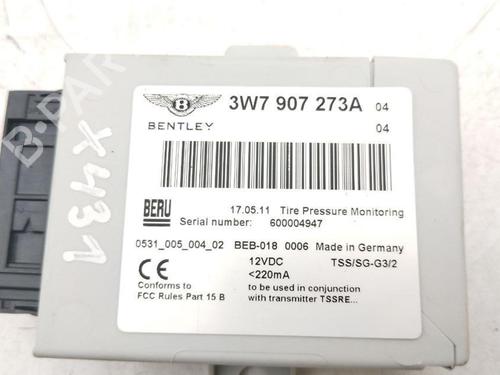 B-PARTS
X431
B
BENTLEY
3W7 907 273A 04
04
BERU
17.05.11 Tire Pressure Monitoring
Serial number: 600004947
0531_005_004_02 BEB-018 0006 Made in Germany
CE
12VDC TSS/SG-G3/2
<220mA
Conforms to
FCC Rules Part 15 B
to be used in conjunction
with transmitter TSSRE...